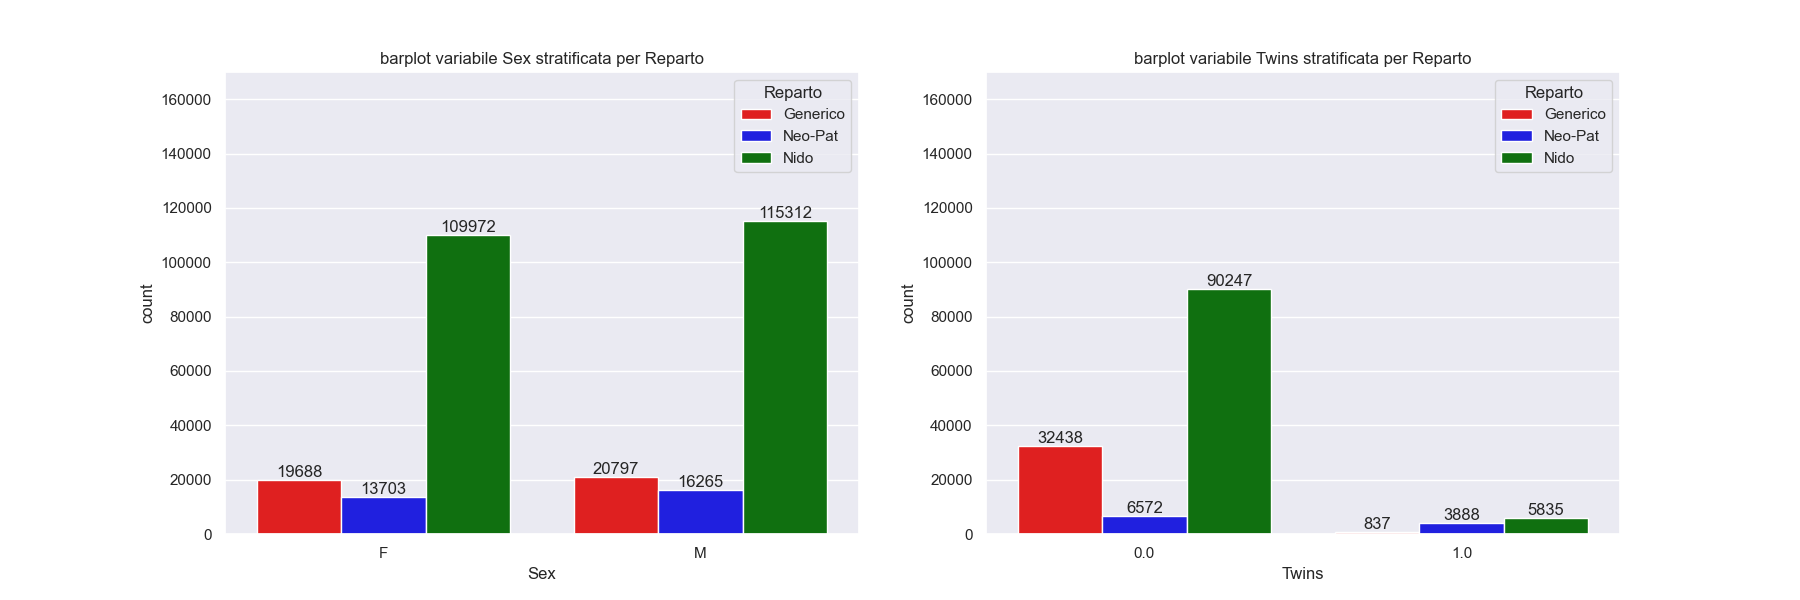 barplot variabile Sex stratificata per Reparto
160000
140000
120000
100000
80000
60000
40000
20000
0
count
Reparto
Generico
Neo-Pat
Nido
19688
13703
109972
20797
16265
115312
F
M
Sex
barplot variabile Twins stratificata per Reparto
160000
140000
120000
100000
80000
60000
40000
20000
0
count
Reparto
Generico
Neo-Pat
Nido
32438
6572
90247
837
3888
5835
0.0
1.0
Twins